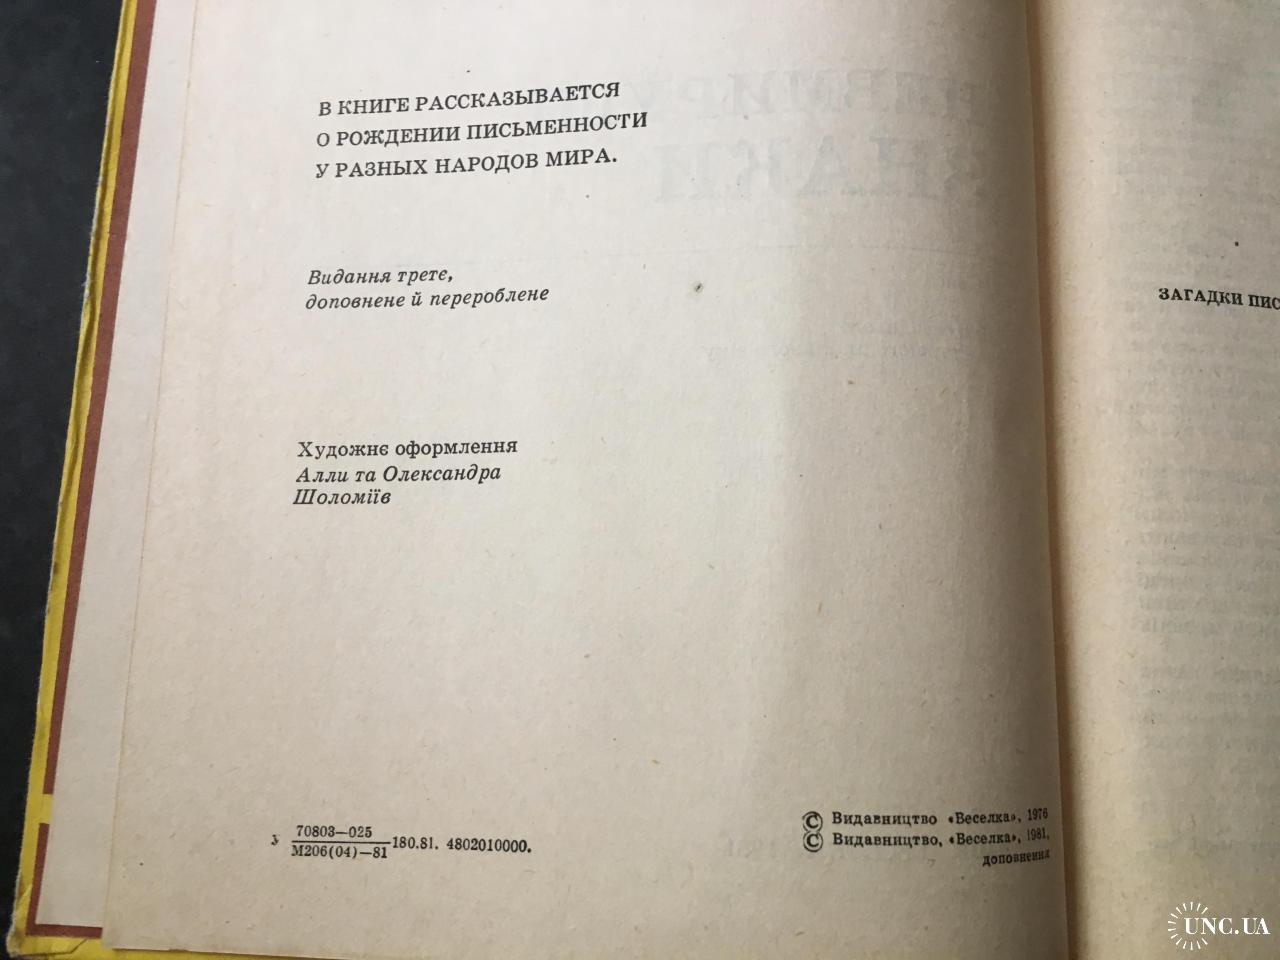 В КНИГЕ РАССКАЗЫВАЕТСЯ
О РОЖДЕНИИ ПИСЬМЕННОСТИ
У РАЗНЫХ НАРОДОВ МИРА.
Видання трете,
доповнене й перероблене
Художнє оформлення
Алли та Олександра
Шоломіїв
70803—025
М206(04)—81
180.81. 4802010000.
© Видавництво «Веселка», 1976
© Видавництво, «Веселка», 1981,
доповнення
ЗАГАДКИ ПИС
UNC.UA